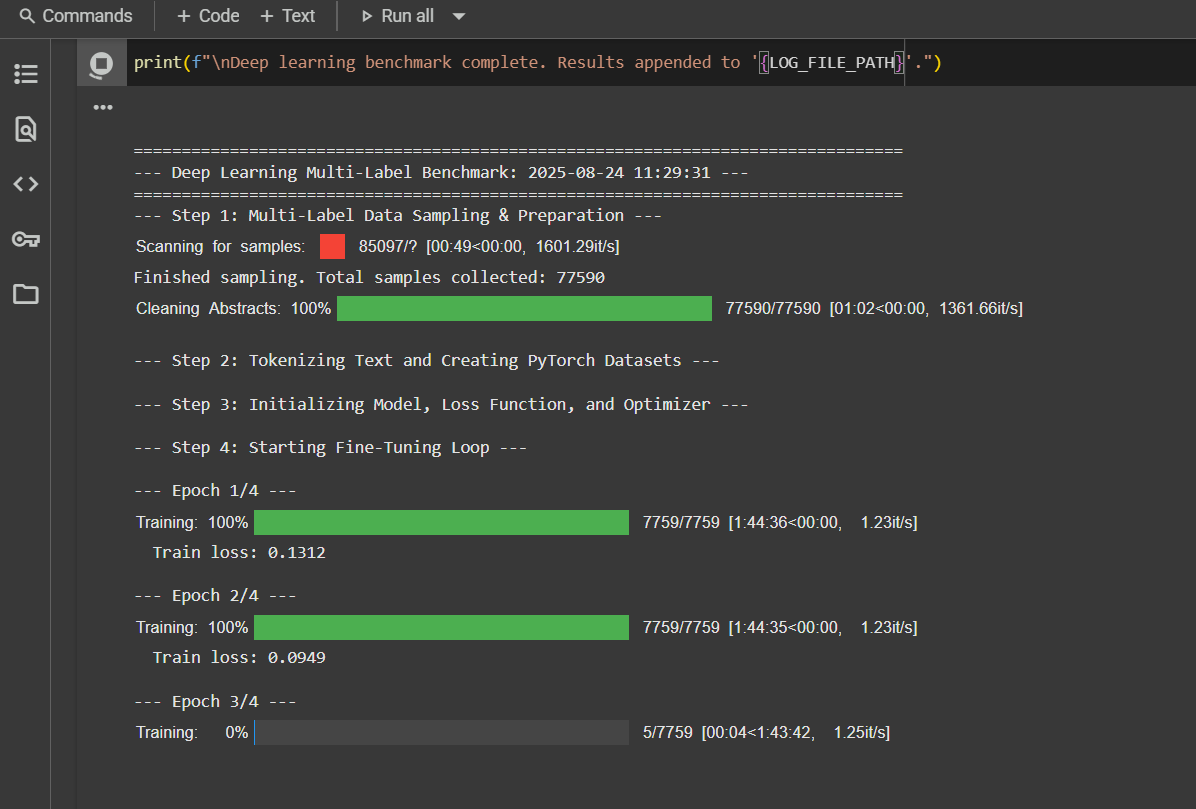 Commands + Code + Text Run all
print(f"\nDeep learning benchmark complete. Results appended to '{LOG_FILE_PATH}'.")
================================================================================
--- Deep Learning Multi-Label Benchmark: 2025-08-24 11:29:31 ---
================================================================================
--- Step 1: Multi-Label Data Sampling & Preparation ---
Scanning for samples: 85097/? [00:49<00:00, 1601.29it/s]
Finished sampling. Total samples collected: 77590
Cleaning Abstracts: 100% 77590/77590 [01:02<00:00, 1361.66it/s]
--- Step 2: Tokenizing Text and Creating PyTorch Datasets ---
--- Step 3: Initializing Model, Loss Function, and Optimizer ---
--- Step 4: Starting Fine-Tuning Loop ---
--- Epoch 1/4 ---
Training: 100% 7759/7759 [1:44:36<00:00, 1.23it/s]
Train loss: 0.1312
--- Epoch 2/4 ---
Training: 100% 7759/7759 [1:44:35<00:00, 1.23it/s]
Train loss: 0.0949
--- Epoch 3/4 ---
Training: 0% 5/7759 [00:04<1:43:42, 1.25it/s]